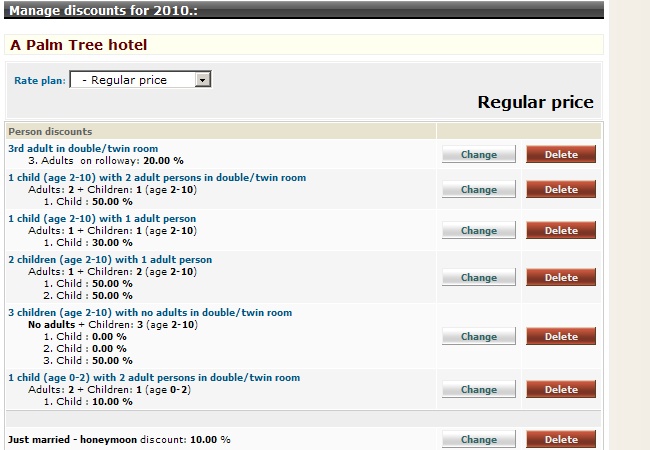 Manage discounts for 2010.:
A Palm Tree hotel
Rate plan: - Regular price
Regular price
Person discounts
3rd adult in double/twin room
3. Adults on rolloway: 20.00 %
Change Delete
1 child (age 2-10) with 2 adult persons in double/twin room
Adults: 2 + Children: 1 (age 2-10)
1. Child : 50.00 %
Change Delete
1 child (age 2-10) with 1 adult person
Adults: 1 + Children: 1 (age 2-10)
1. Child : 30.00 %
Change Delete
2 children (age 2-10) with 1 adult person
Adults: 1 + Children: 2 (age 2-10)
1. Child : 50.00 %
2. Child : 50.00 %
Change Delete
3 children (age 2-10) with no adults in double/twin room
No adults + Children: 3 (age 2-10)
1. Child : 0.00 %
2. Child : 0.00 %
3. Child : 50.00 %
Change Delete
1 child (age 0-2) with 2 adult persons in double/twin room
Adults: 2 + Children: 1 (age 0-2)
1. Child : 10.00 %
Change Delete
Just married - honeymoon discount: 10.00 %
Change Delete